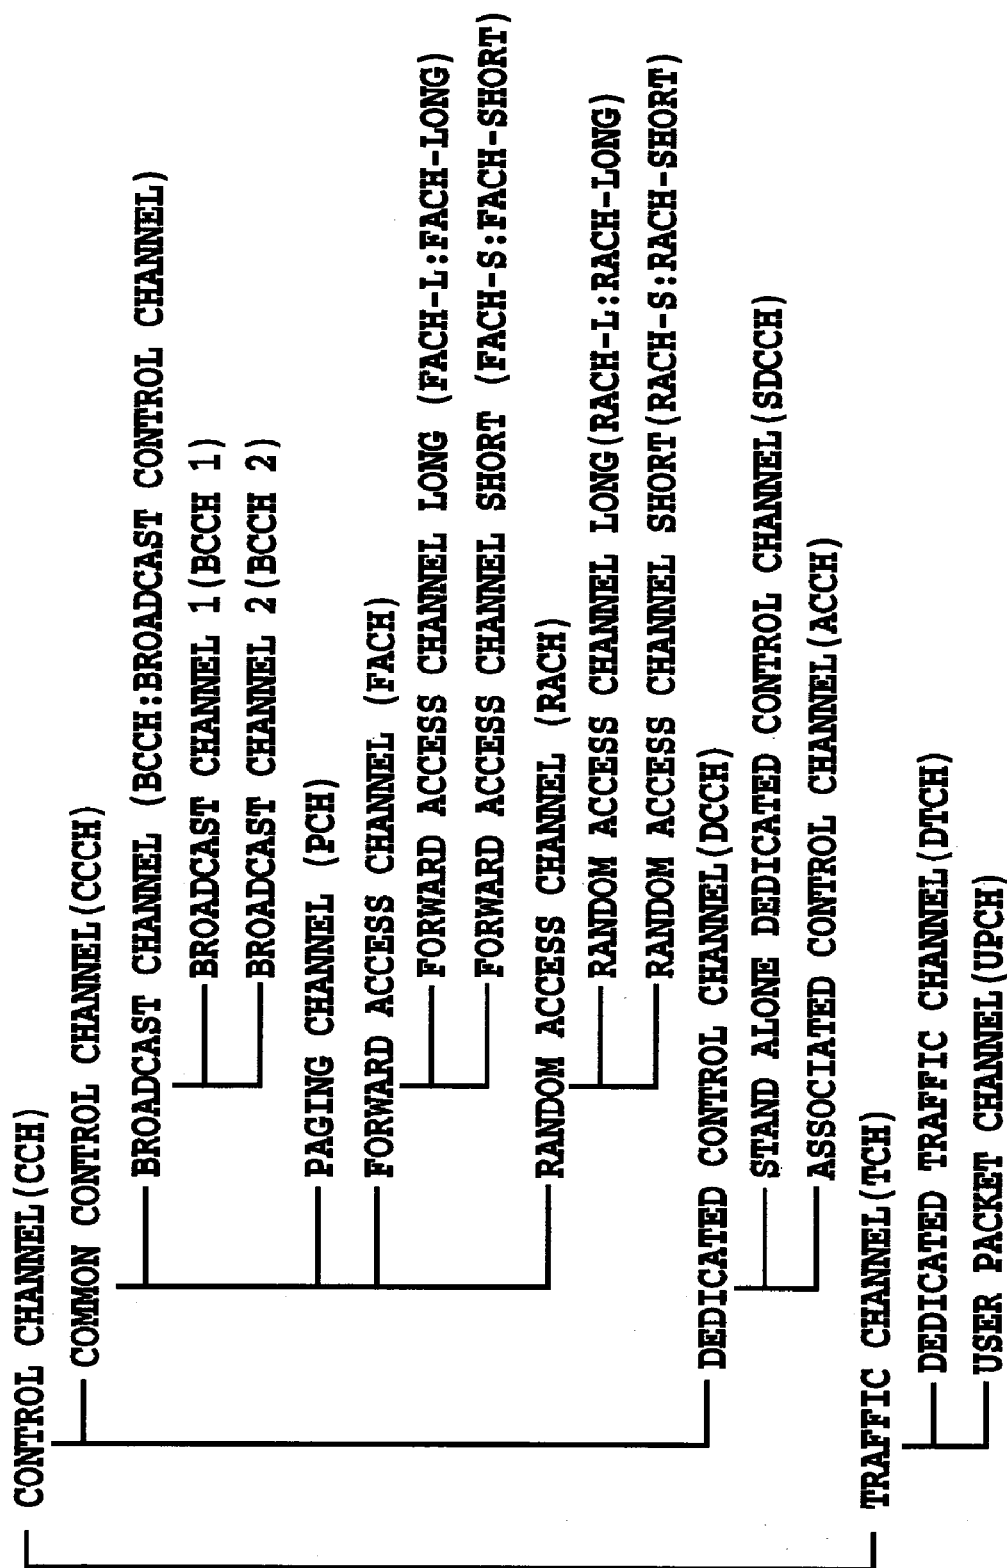 CONTROL CHANNEL(CCH)
COMMON CONTROL CHANNEL(CCCH)
BROADCAST CHANNEL (BCCH:BROADCAST CONTROL CHANNEL)
BROADCAST CHANNEL 1(BCCH 1)
BROADCAST CHANNEL 2(BCCH 2)
PAGING CHANNEL (PCH)
FORWARD ACCESS CHANNEL (FACH)
FORWARD ACCESS CHANNEL LONG (FACH-L:FACH-LONG)
FORWARD ACCESS CHANNEL SHORT (FACH-S:FACH-SHORT)
RANDOM ACCESS CHANNEL (RACH)
RANDOM ACCESS CHANNEL LONG(RACH-L:RACH-LONG)
RANDOM ACCESS CHANNEL SHORT(RACH-S:RACH-SHORT)
DEDICATED CONTROL CHANNEL(DCCH)
STAND ALONE DEDICATED CONTROL CHANNEL(SDCCH)
ASSOCIATED CONTROL CHANNEL(ACCH)
TRAFFIC CHANNEL(TCH)
DEDICATED TRAFFIC CHANNEL(DTCH)
USER PACKET CHANNEL(UPCH)